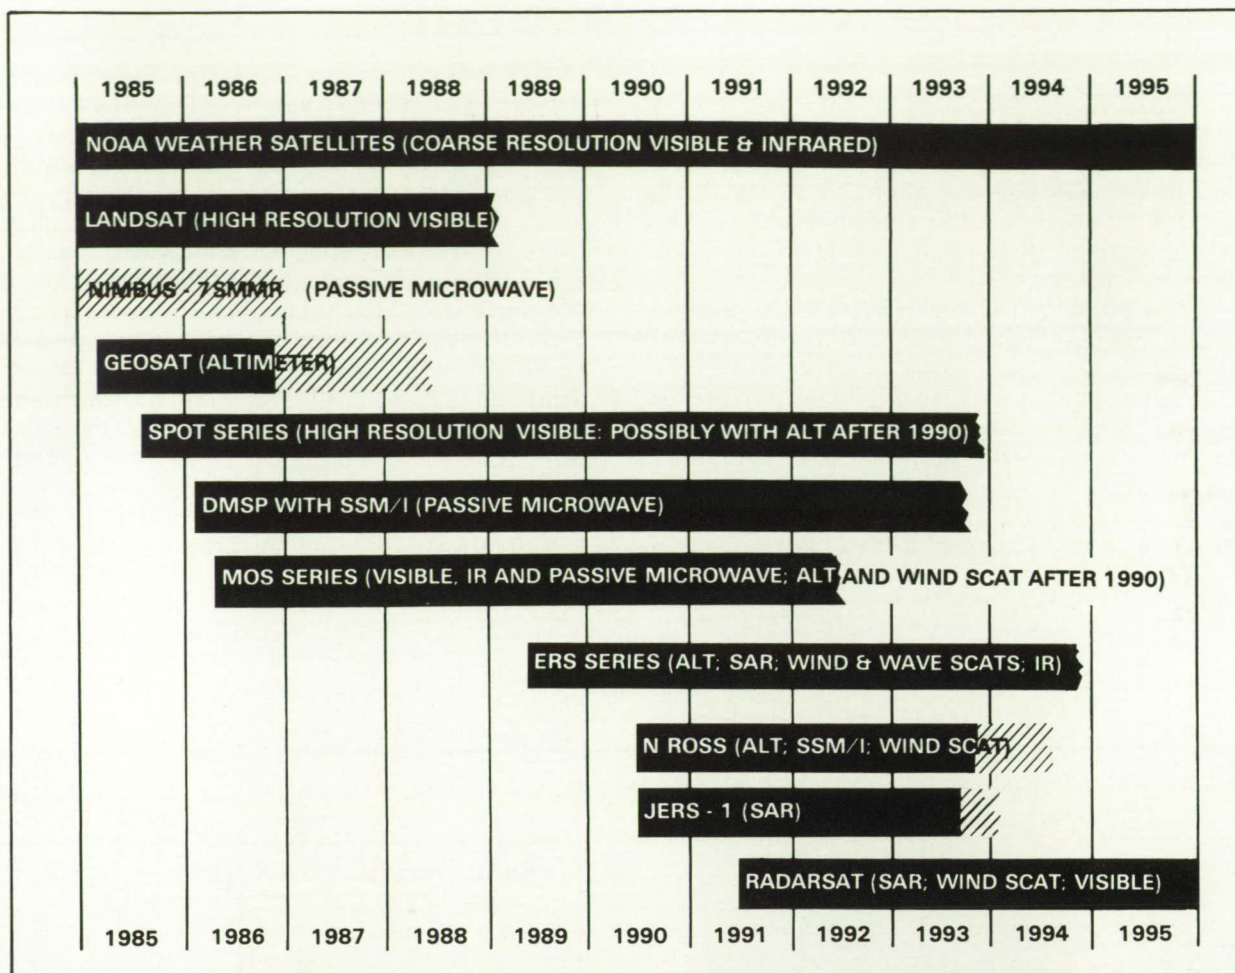 1985 1986 1987 1988 1989 1990 1991 1992 1993 1994 1995
NOAA WEATHER SATELLITES (COARSE RESOLUTION VISIBLE & INFRARED)
LANDSAT (HIGH RESOLUTION VISIBLE)
NIMBUS - 7 SMMR (PASSIVE MICROWAVE)
GEOSAT (ALTIMETER)
SPOT SERIES (HIGH RESOLUTION VISIBLE: POSSIBLY WITH ALT AFTER 1990)
DMSP WITH SSM/I (PASSIVE MICROWAVE)
MOS SERIES (VISIBLE, IR AND PASSIVE MICROWAVE; ALT AND WIND SCAT AFTER 1990)
ERS SERIES (ALT; SAR; WIND & WAVE SCATS; IR)
N ROSS (ALT; SSM/I; WIND SCAT)
JERS - 1 (SAR)
RADARSAT (SAR; WIND SCAT; VISIBLE)
1985 1986 1987 1988 1989 1990 1991 1992 1993 1994 1995